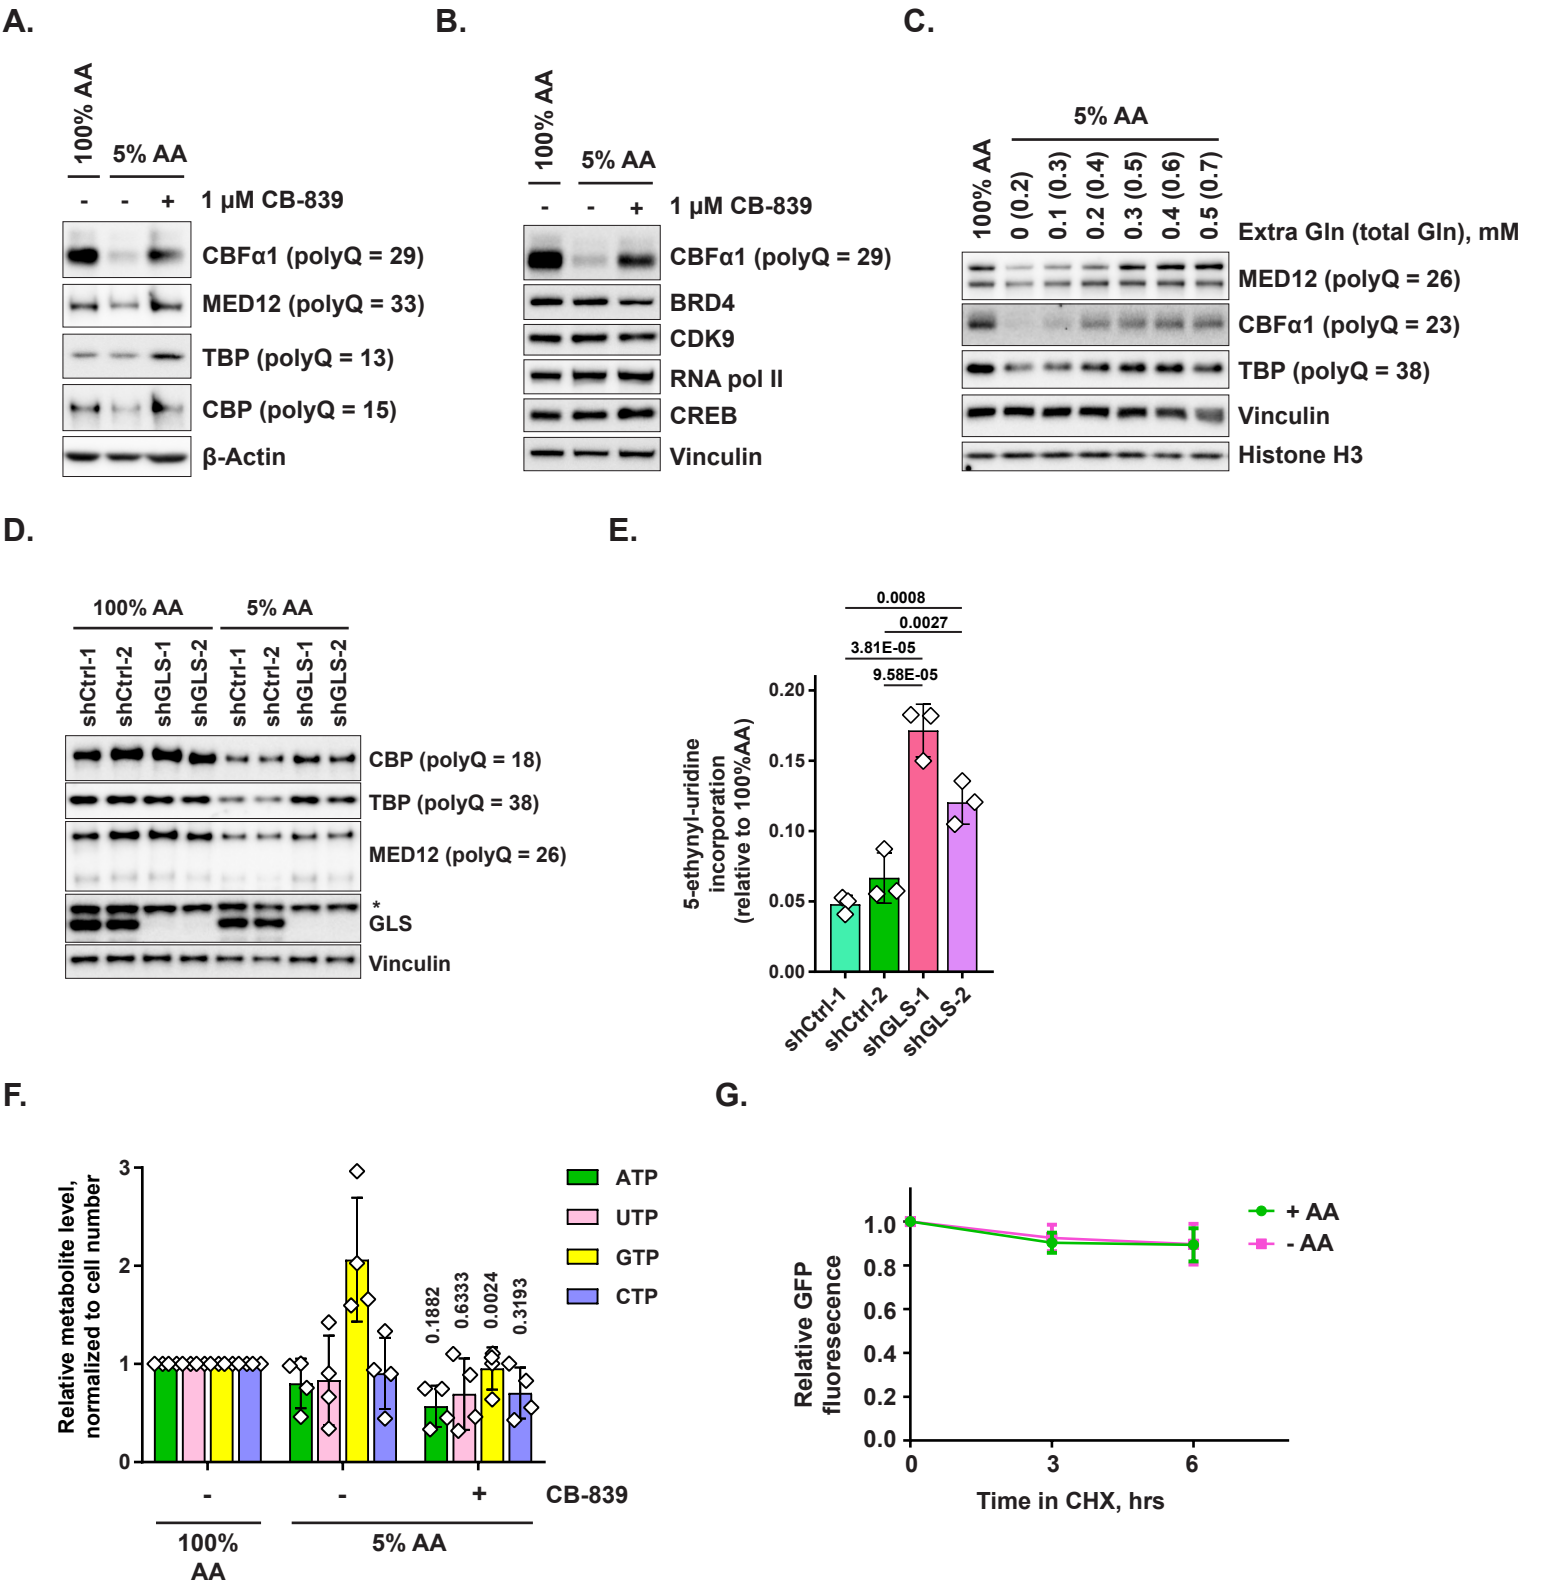 A.
100% AA
5% AA
- - + 1 µM CB-839
CBFα1 (polyQ = 29)
MED12 (polyQ = 33)
TBP (polyQ = 13)
CBP (polyQ = 15)
β-Actin
B.
100% AA
5% AA
- - + 1 µM CB-839
CBFα1 (polyQ = 29)
BRD4
CDK9
RNA pol II
CREB
Vinculin
C.
5% AA
100% AA
0 (0.2)
0.1 (0.3)
0.2 (0.4)
0.3 (0.5)
0.4 (0.6)
0.5 (0.7)
Extra Gln (total Gln), mM
MED12 (polyQ = 26)
CBFα1 (polyQ = 23)
TBP (polyQ = 38)
Vinculin
Histone H3
D.
100% AA 5% AA
shCtrl-1
shCtrl-2
shGLS-1
shGLS-2
shCtrl-1
shCtrl-2
shGLS-1
shGLS-2
CBP (polyQ = 18)
TBP (polyQ = 38)
MED12 (polyQ = 26)
*
GLS
Vinculin
E.
0.0008
0.0027
3.81E-05
9.58E-05
5-ethynyl-uridine
incorporation
(relative to 100%AA)
0.20
0.15
0.10
0.05
0.00
shCtrl-1
shCtrl-2
shGLS-1
shGLS-2
F.
Relative metabolite level,
normalized to cell number
3
2
1
0
0.1882
0.6333
0.0024
0.3193
ATP
UTP
GTP
CTP
- - + CB-839
100%
AA
5% AA
G.
Relative GFP
fluoresecence
1.0
0.8
0.6
0.4
0.2
0.0
0 3 6
Time in CHX, hrs
+ AA
- AA